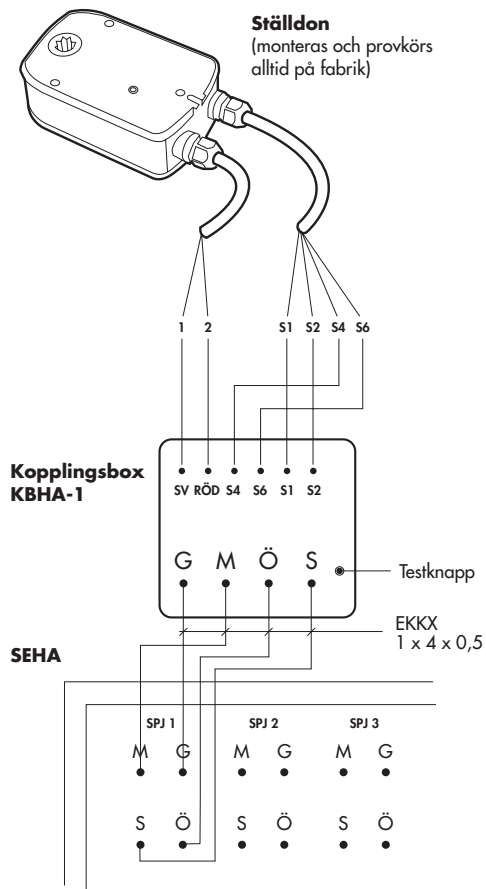 Ställdon
(monteras och provkörs
alltid på fabrik)
1 2 S1 S2 S4 S6
Kopplingsbox
KBHA-1
SV RÖD S4 S6 S1 S2
G M Ö S
Testknapp
EKKX
1 x 4 x 0,5
SEHA
SPJ 1 SPJ 2 SPJ 3
M G M G M G
S Ö S Ö S Ö